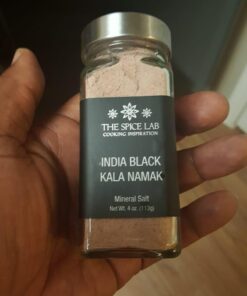 THE SPICE LAB
COOKING INSPIRATION
INDIA BLACK
KALA NAMAK
Mineral Salt
Net Wt. 4 oz. (113g)